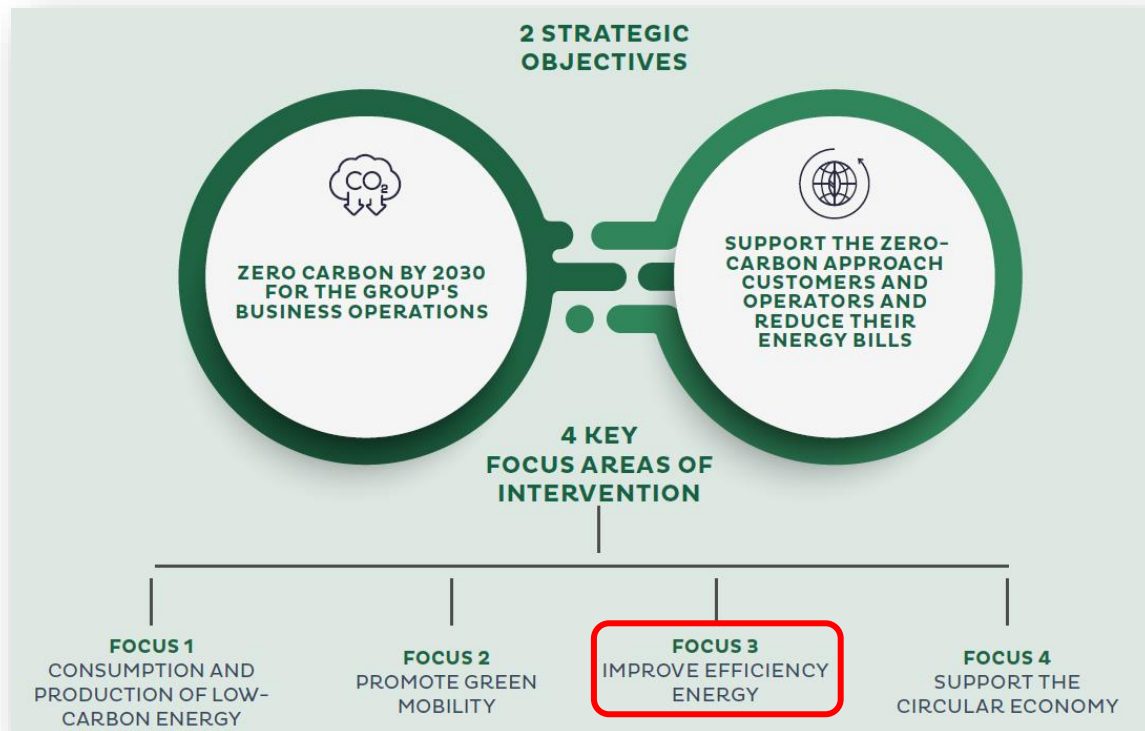 2 STRATEGIC
OBJECTIVES
CO₂
ZERO CARBON BY 2030
FOR THE GROUP'S
BUSINESS OPERATIONS
SUPPORT THE ZERO-
CARBON APPROACH
CUSTOMERS AND
OPERATORS AND
REDUCE THEIR
ENERGY BILLS
4 KEY
FOCUS AREAS OF
INTERVENTION
FOCUS 1
CONSUMPTION AND
PRODUCTION OF LOW-
CARBON ENERGY
FOCUS 2
PROMOTE GREEN
MOBILITY
FOCUS 3
IMPROVE EFFICIENCY
ENERGY
FOCUS 4
SUPPORT THE
CIRCULAR ECONOMY